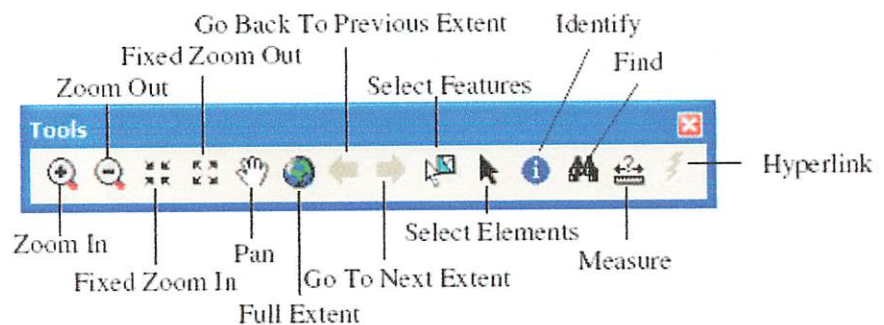 Go Back To Previous Extent
Identify
Fixed Zoom Out
Find
Zoom Out
Select Features
Tools
Hyperlink
Zoom In
Pan
Select Elements
Measure
Fixed Zoom In
Go To Next Extent
Full Extent